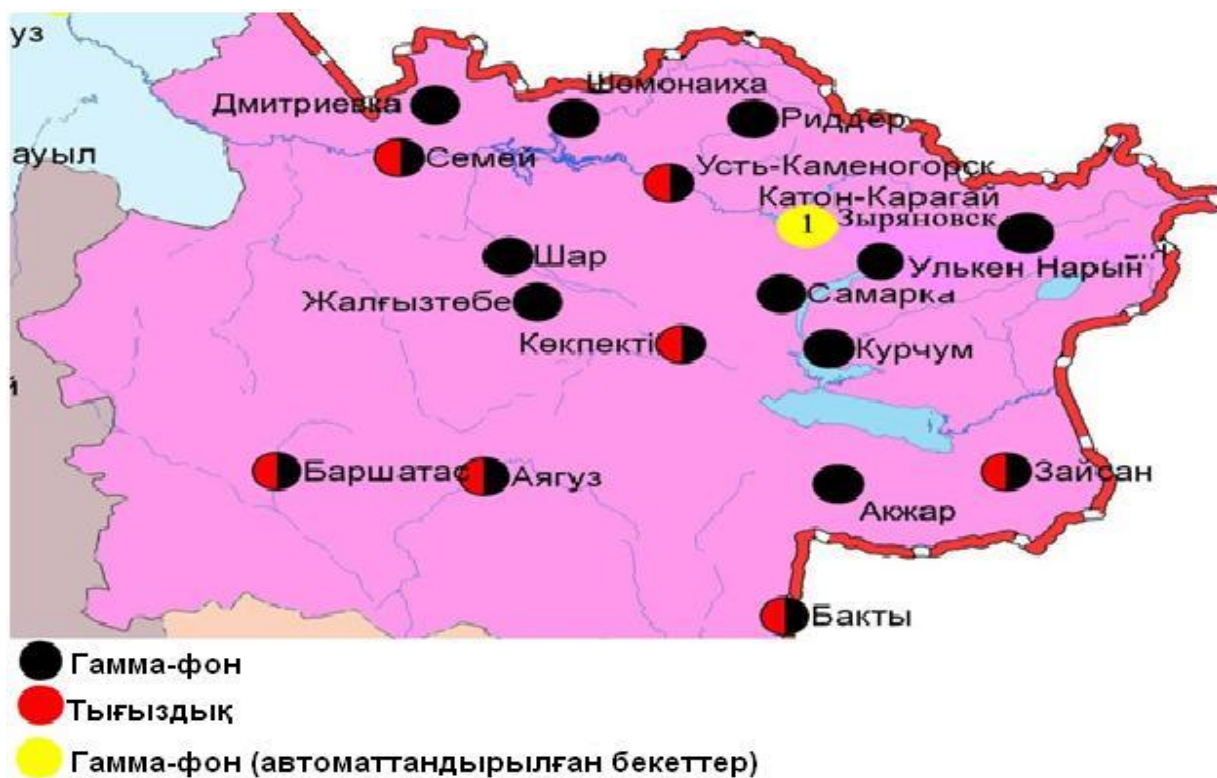 уз
Шемонаиха
Дмитриевка
Риддер
ауыл
Семей
Усть-Каменогорск
Катон-Карагай
1 Зыряновск
Шар
Улькен Нарын
Самарка
Жалғызтөбе
Көкпекті
Курчум
й
Баршатас
Аягуз
Зайсан
Акжар
Бакты
Гамма-фон
Тығыздық
Гамма-фон (автоматтандырылған бекеттер)